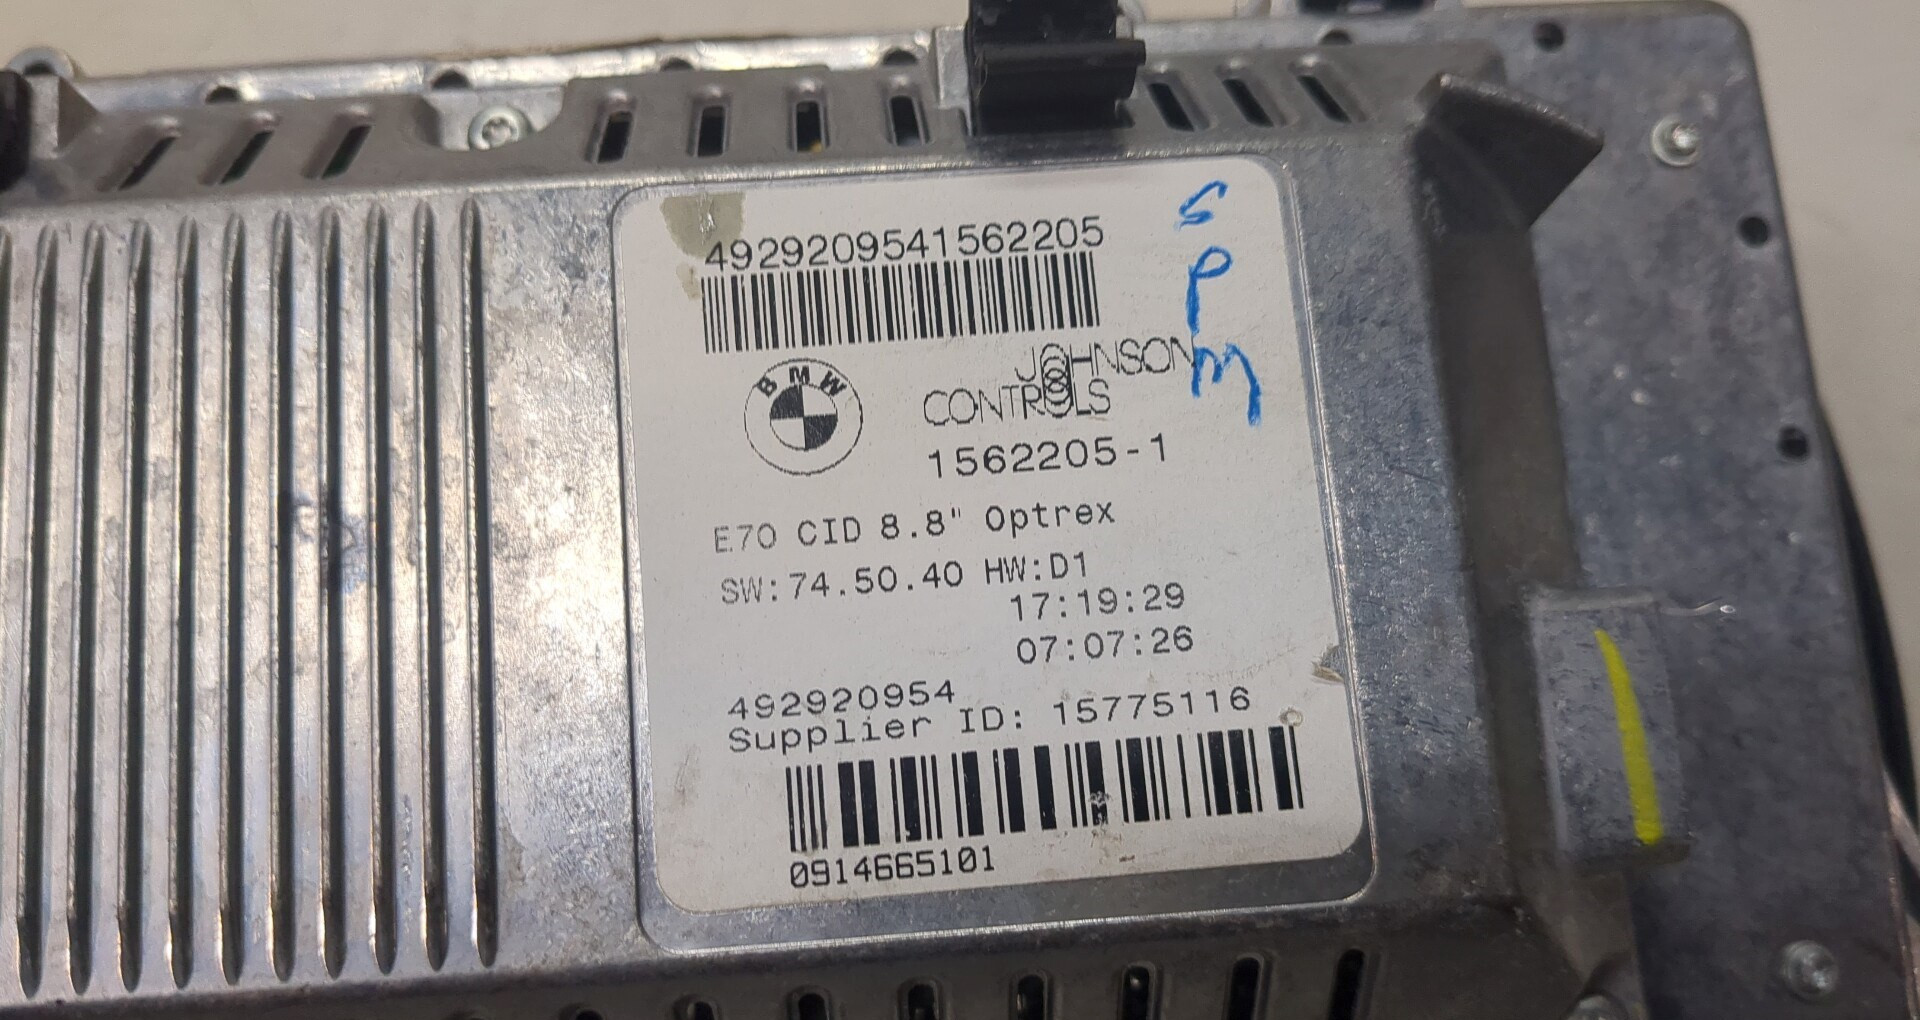 4929209541562205
S
P
M
BMW
JOHNSON
CONTROLS
1562205-1
E70 CID 8.8" Optrex
SW:74.50.40 HW:D1
17:19:29
07:07:26
492920954
Supplier ID: 15775116
0914665101